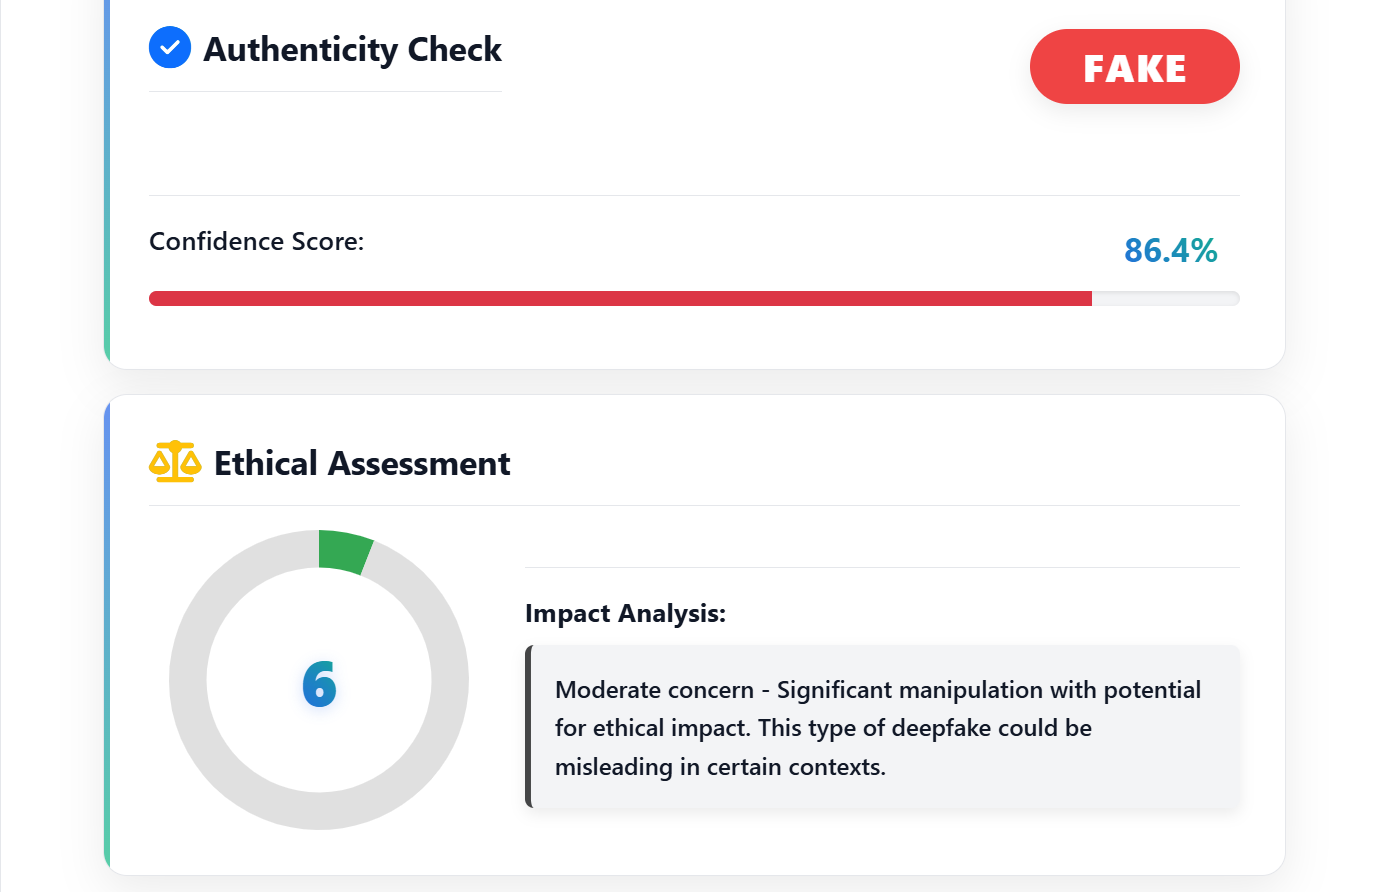 Authenticity Check
FAKE
Confidence Score:
86.4%
Ethical Assessment
6
Impact Analysis:
Moderate concern - Significant manipulation with potential
for ethical impact. This type of deepfake could be
misleading in certain contexts.